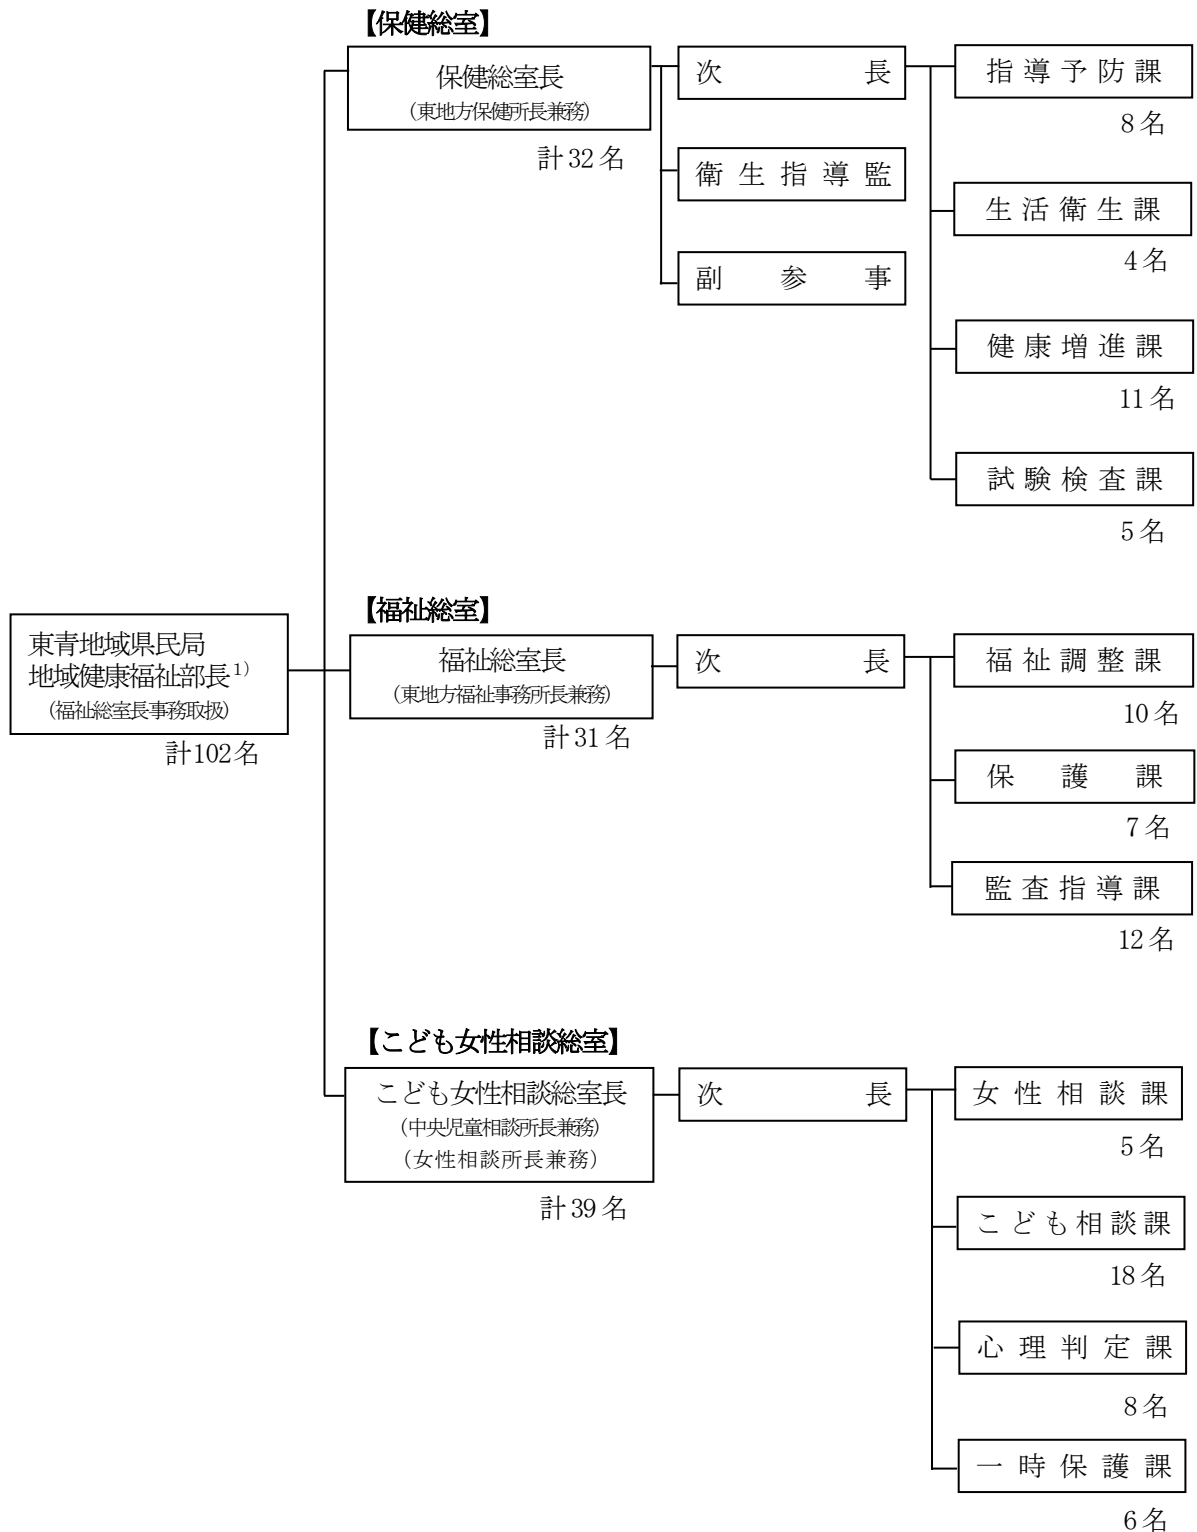 【保健総室】
保健総室長
（東地方保健所長兼務）
計32名
次長
衛生指導監
副参事
指導予防課
8名
生活衛生課
4名
健康増進課
11名
試験検査課
5名
東青地域県民局
地域健康福祉部長1）
（福祉総室長事務取扱）
計102名
【福祉総室】
福祉総室長
（東地方福祉事務所長兼務）
計31名
次長
福祉調整課
10名
保護課
7名
監査指導課
12名
【こども女性相談総室】
こども女性相談総室長
（中央児童相談所長兼務）
（女性相談所長兼務）
計39名
次長
女性相談課
5名
こども相談課
18名
心理判定課
8名
一時保護課
6名